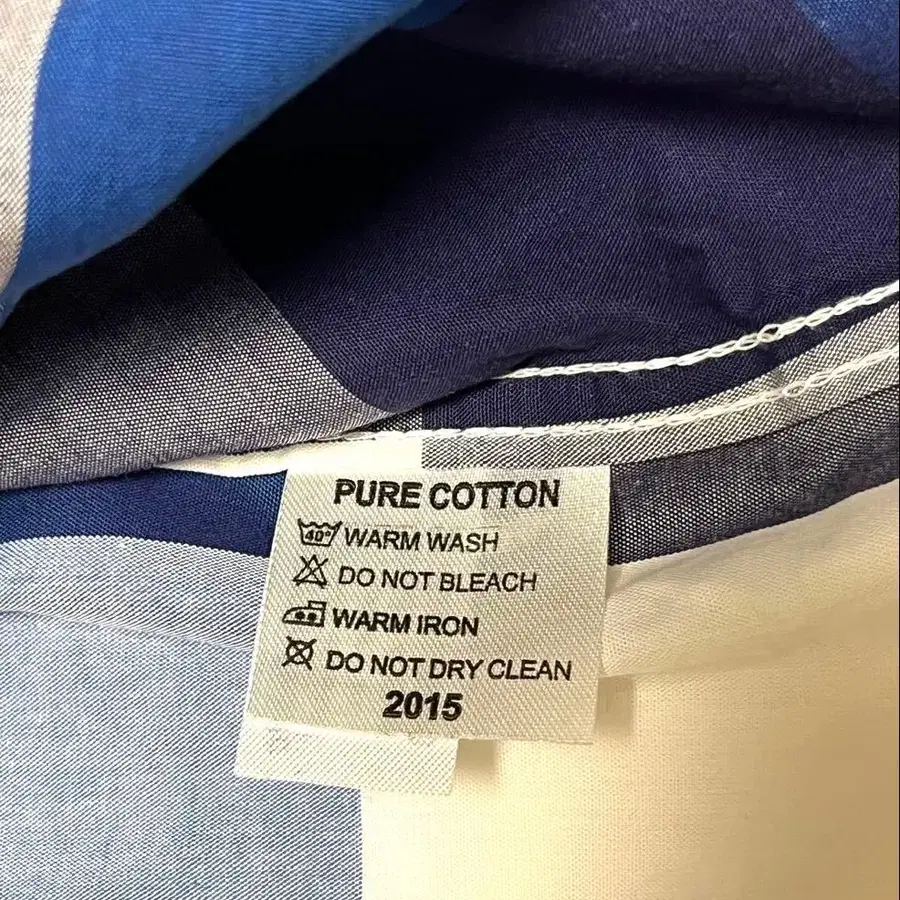 PURE COTTON
40° WARM WASH
DO NOT BLEACH
WARM IRON
DO NOT DRY CLEAN
2015